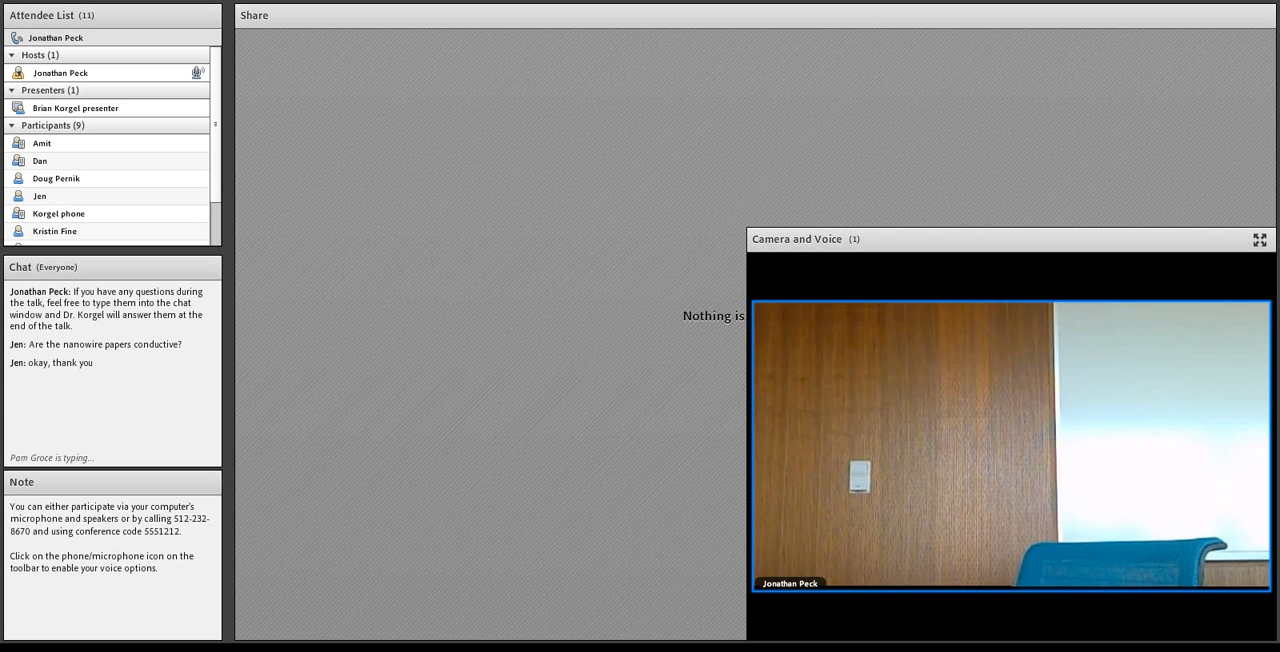 Attendee List (11)
Jonathan Peck
Hosts (1)
Jonathan Peck
Presenters (1)
Brian Korgel presenter
Participants (9)
Amit
Dan
Doug Pernik
Jen
Korgel phone
Kristin Fine
Chat (Everyone)
Jonathan Peck: If you have any questions during
the talk, feel free to type them into the chat
window and Dr. Korgel will answer them at the
end of the talk.
Jen: Are the nanowire papers conductive?
Jen: okay, thank you
Pam Groce is typing...
Note
You can either participate via your computer's
microphone and speakers or by calling 512-232-
8670 and using conference code 5551212.
Click on the phone/microphone icon on the
toolbar to enable your voice options.
Share
Nothing is
Camera and Voice (1)
Jonathan Peck